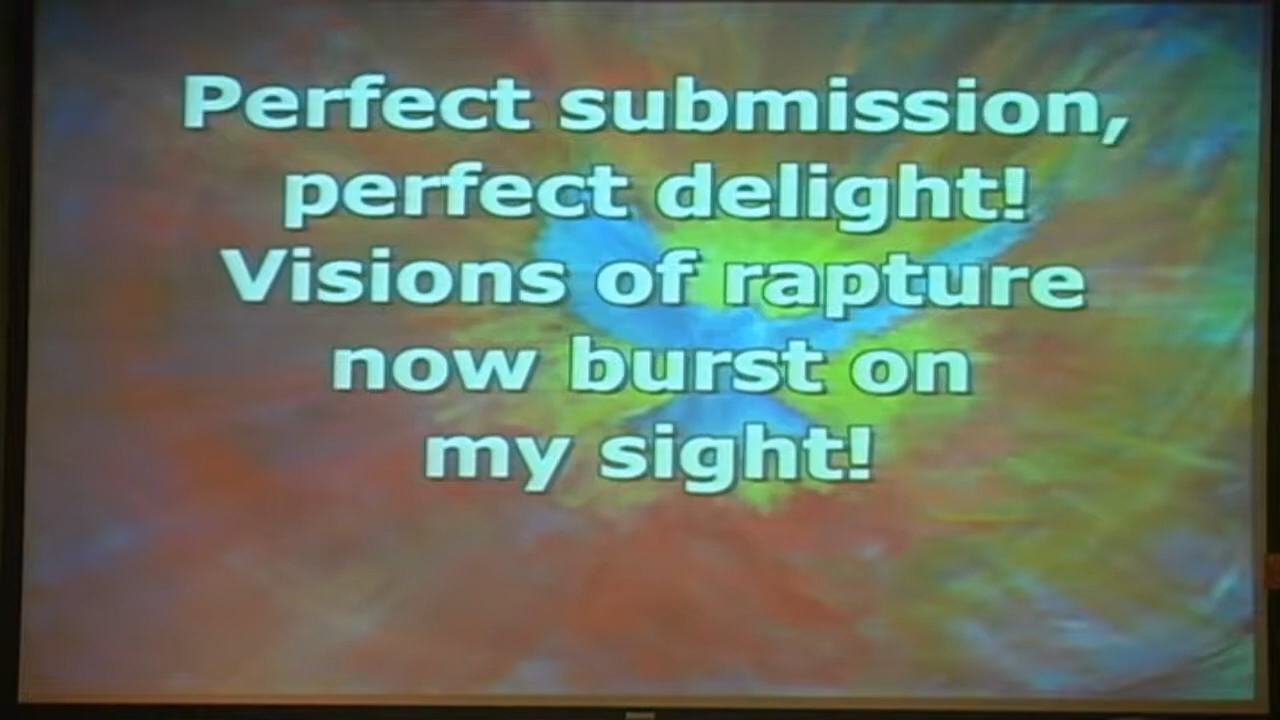 Perfect submission,
perfect delight!
Visions of rapture
now burst on
my sight!